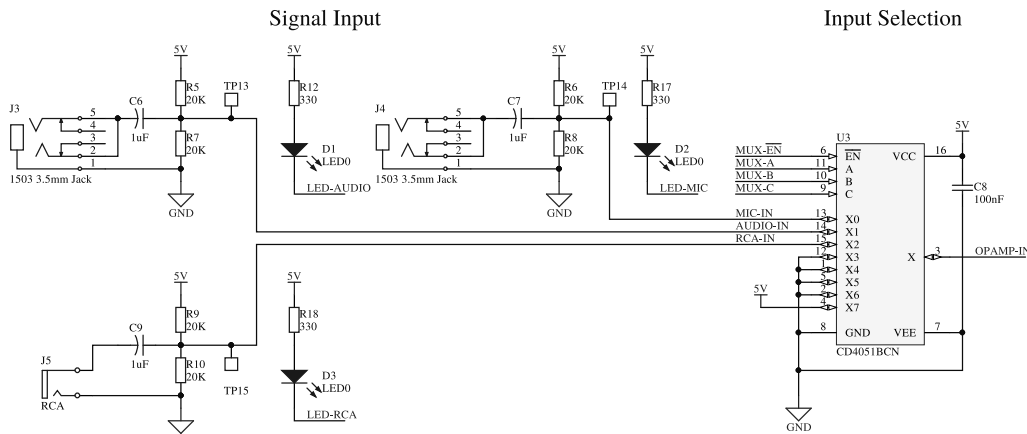 Signal Input
Input Selection
5V
5V
5V
5V
R5
20K
TP13
R12
330
R6
20K
TP14
R17
330
J3
C6
1uF
5
4
3
2
1
R7
20K
D1
LED0
J4
C7
1uF
5
4
3
2
1
R8
20K
D2
LED0
1503 3.5mm Jack
LED-AUDIO
1503 3.5mm Jack
LED-MIC
GND
GND
5V
U3
MUX-EN 6 EN VCC 16
MUX-A 11 A
MUX-B 10 B
MUX-C 9 C
C8
100nF
MIC-IN 13 X0
AUDIO-IN 14 X1
RCA-IN 15 X2
12 X3 X 3 OPAMP-IN
1 X4
5 X5
2 X6
5V 4 X7
8 GND VEE 7
CD4051BCN
GND
5V
5V
R9
20K
R18
330
C9
1uF
J5
R10
20K
TP15
D3
LED0
RCA
LED-RCA